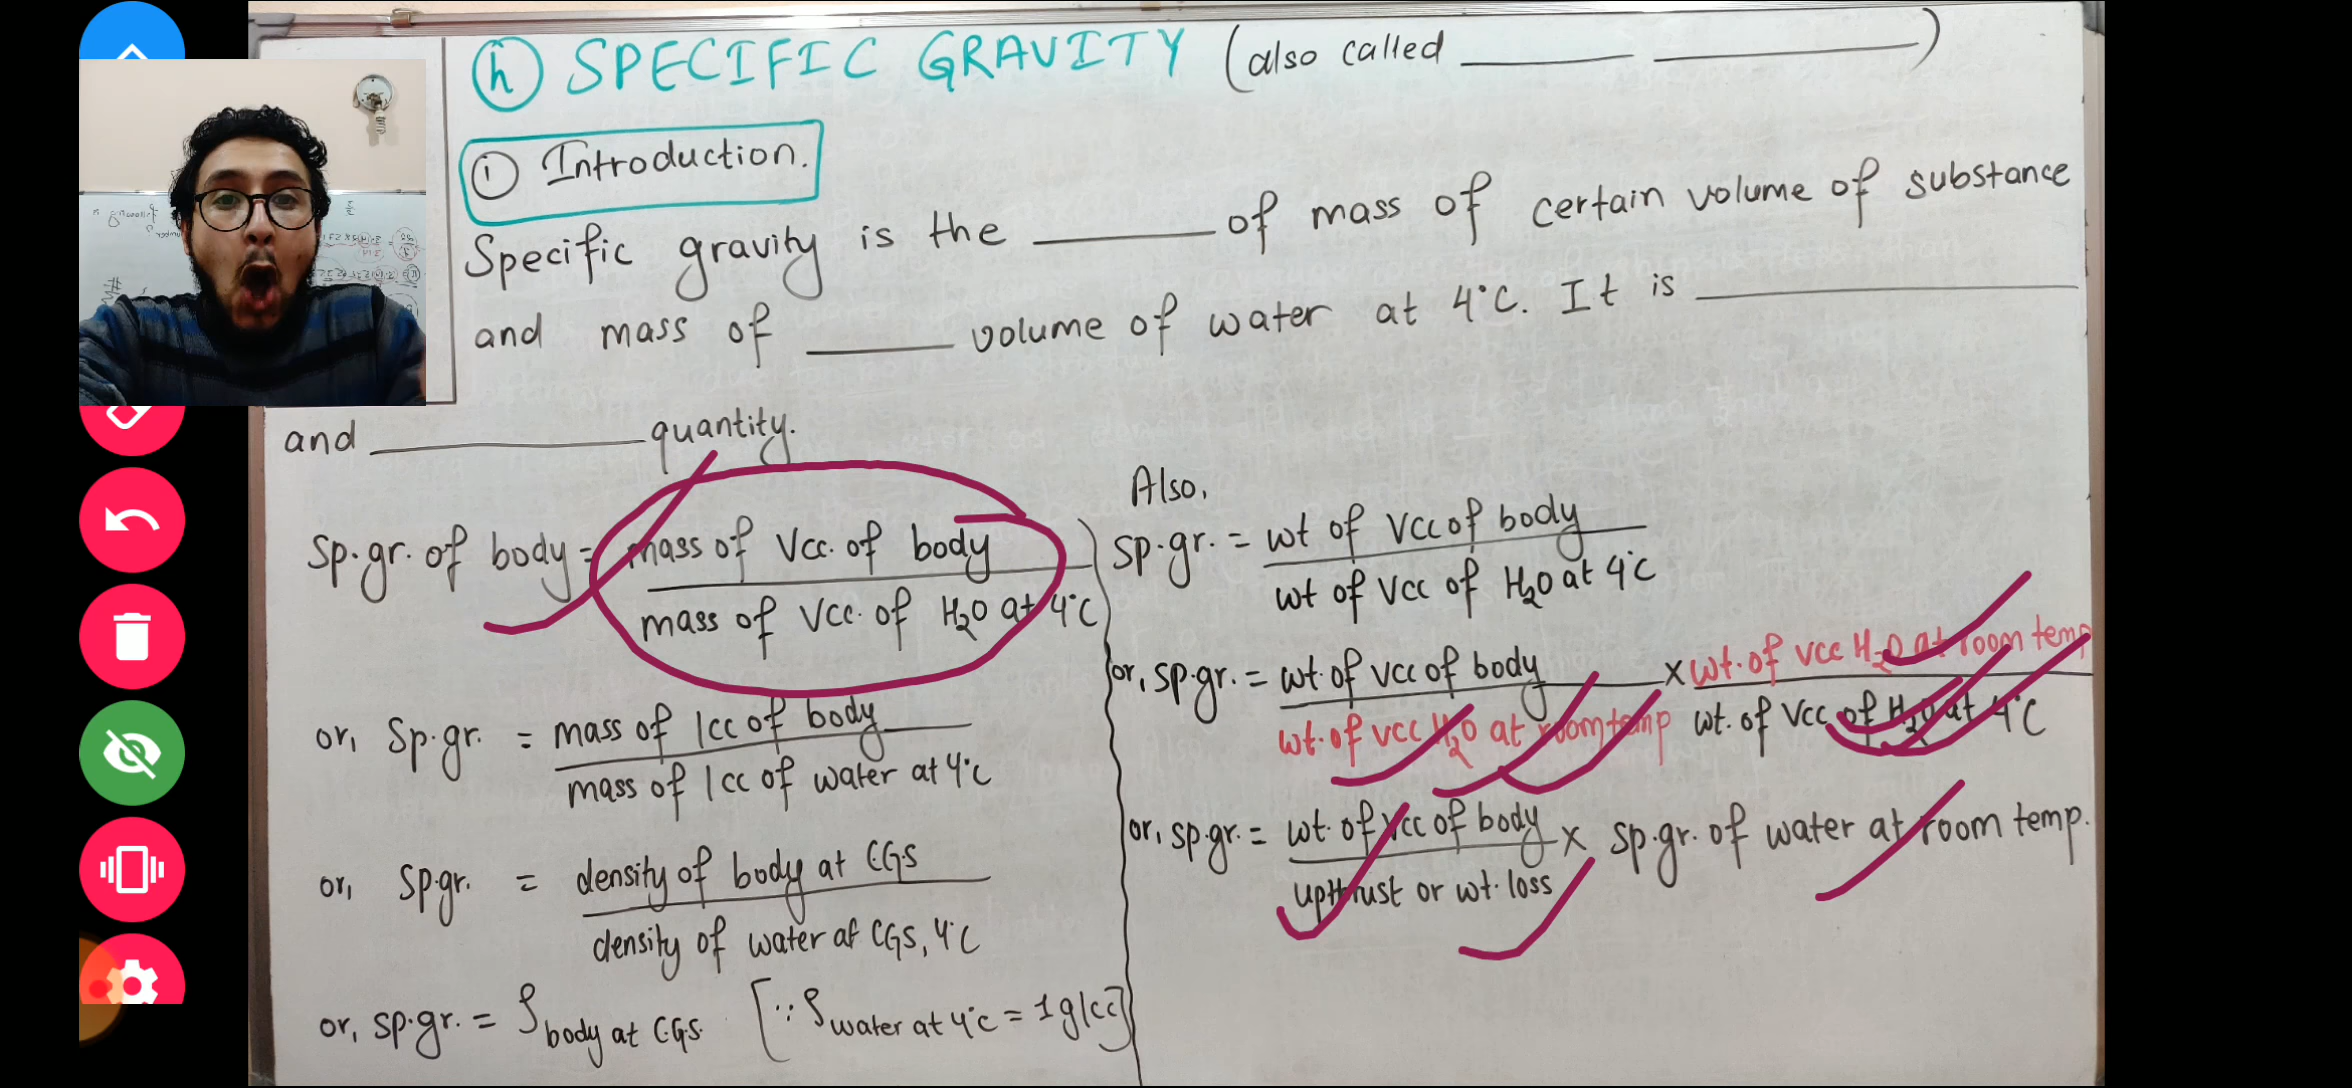 ⓗ SPECIFIC GRAVITY (also called ______ ______)
ⓘ Introduction.
Specific gravity is the ______ of mass of certain volume of substance
and mass of ______ volume of water at 4°C. It is ______
and ______ quantity.
Sp.gr. of body = mass of Vcc. of body
mass of Vcc. of H₂O at 4°C
or, Sp.gr. = mass of 1cc of body
mass of 1cc of water at 4°C
or, Sp.gr. = density of body at CGS
density of water at CGS, 4°C
or, sp.gr. = ρ body at C.G.S. [∵ ρ water at 4°C = 1g/cc]
Also,
sp.gr. = wt of Vcc of body
wt of Vcc of H₂O at 4°C
or, sp.gr. = wt. of vcc of body × wt. of vcc H₂O at room temp
wt. of vcc H₂O at room temp wt. of Vcc of H₂O at 4°C
or, sp.gr. = wt. of Vcc of body × sp.gr. of water at room temp.
upthrust or wt. loss